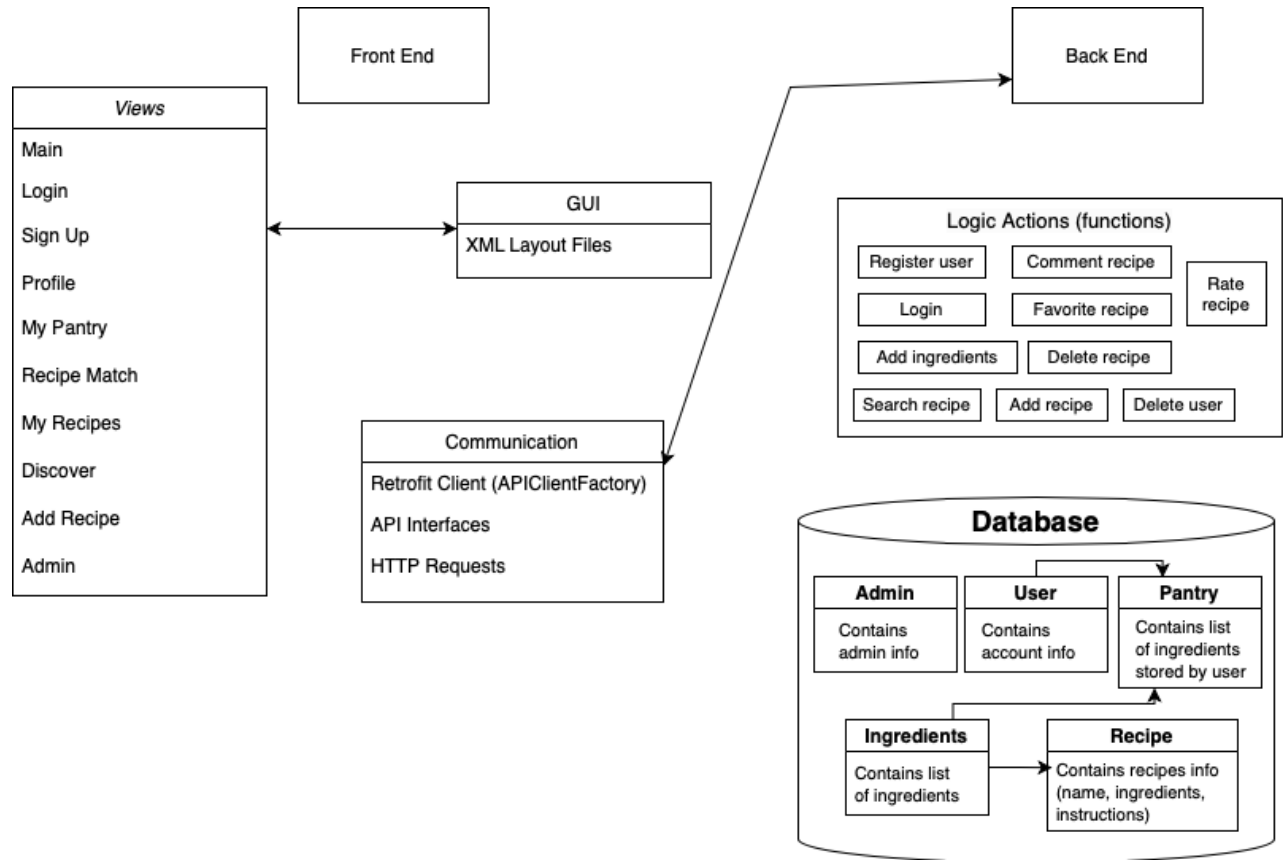 Front End
Back End
Views
Main
Login
Sign Up
Profile
My Pantry
Recipe Match
My Recipes
Discover
Add Recipe
Admin
GUI
XML Layout Files
Communication
Retrofit Client (APIClientFactory)
API Interfaces
HTTP Requests
Logic Actions (functions)
Register user
Comment recipe
Rate
recipe
Login
Favorite recipe
Add ingredients
Delete recipe
Search recipe
Add recipe
Delete user
Database
Admin
Contains
admin info
User
Contains
account info
Pantry
Contains list
of ingredients
stored by user
Ingredients
Contains list
of ingredients
Recipe
Contains recipes info
(name, ingredients,
instructions)